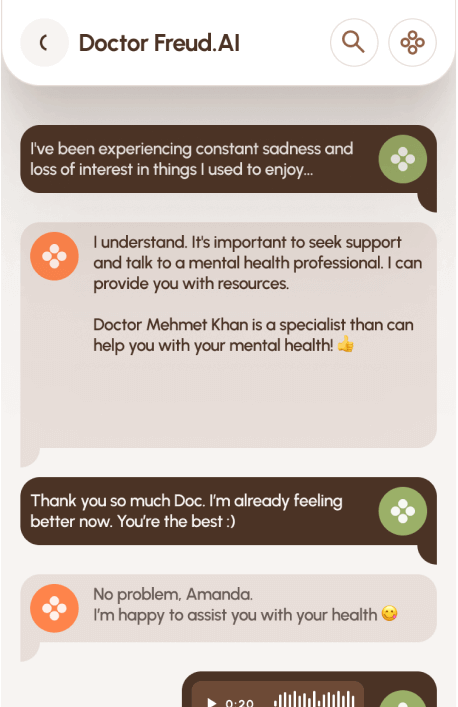 Doctor Freud.AI
I've been experiencing constant sadness and
loss of interest in things I used to enjoy...
I understand. It's important to seek support
and talk to a mental health professional. I can
provide you with resources.
Doctor Mehmet Khan is a specialist than can
help you with your mental health! 👍
Thank you so much Doc. I'm already feeling
better now. You're the best :)
No problem, Amanda.
I'm happy to assist you with your health 😋
0:20